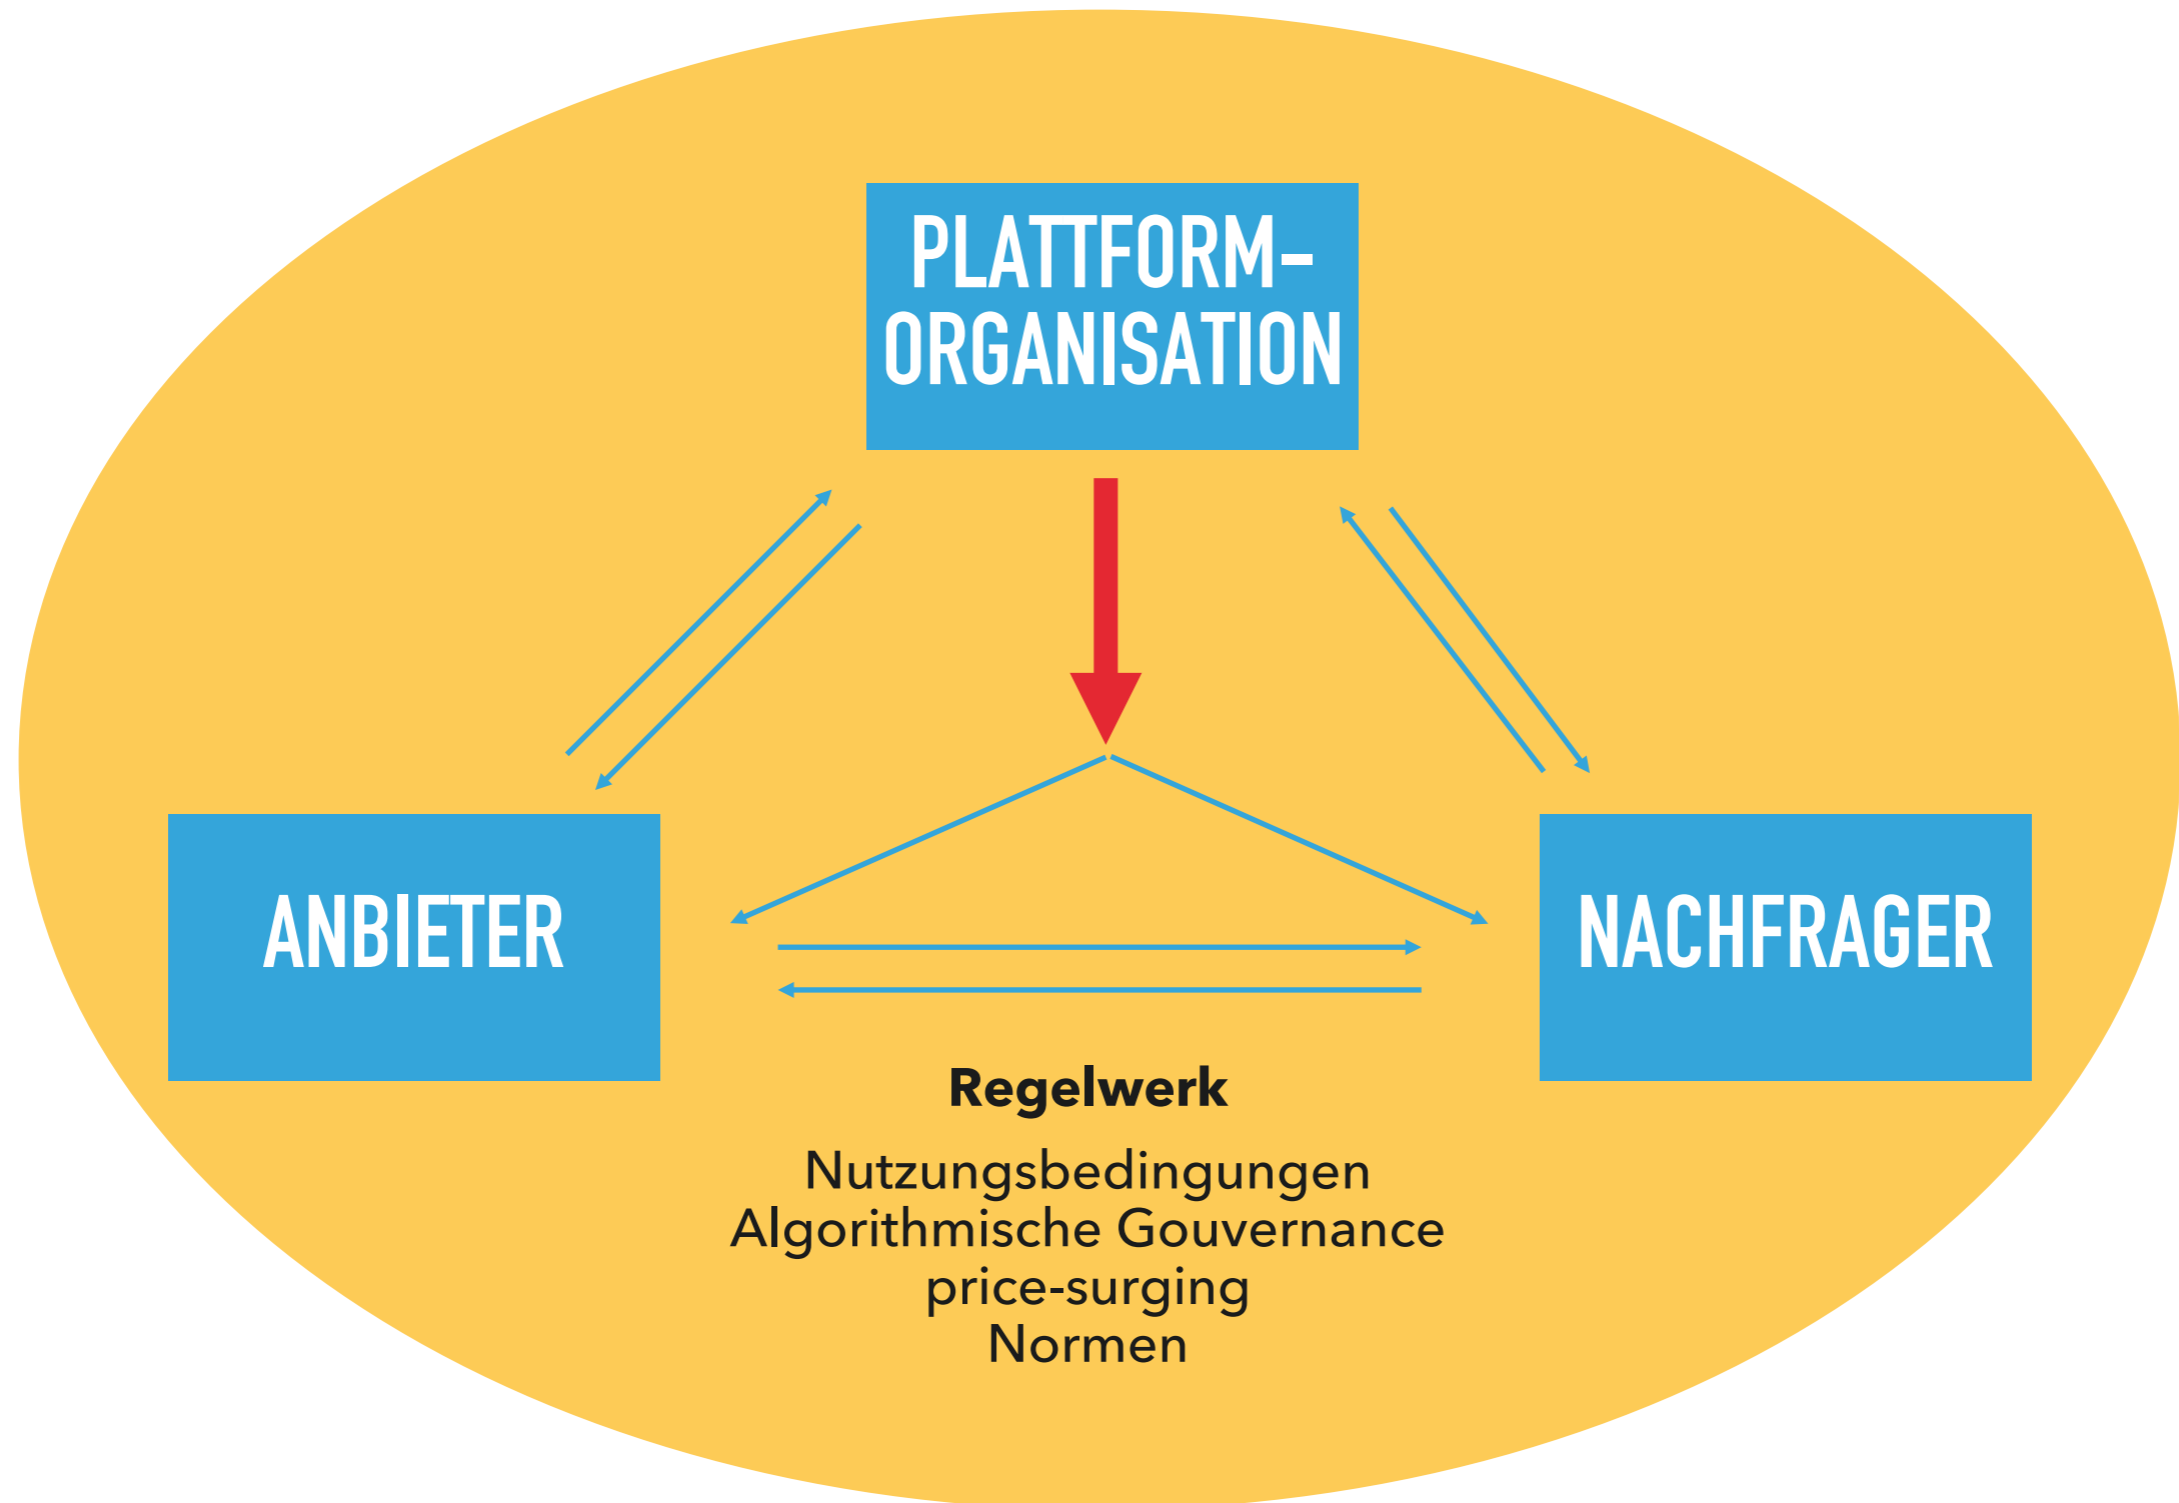 PLATTFORM-
ORGANISATION
ANBIETER
NACHFRAGER
Regelwerk
Nutzungsbedingungen
Algorithmische Gouvernance
price-surging
Normen